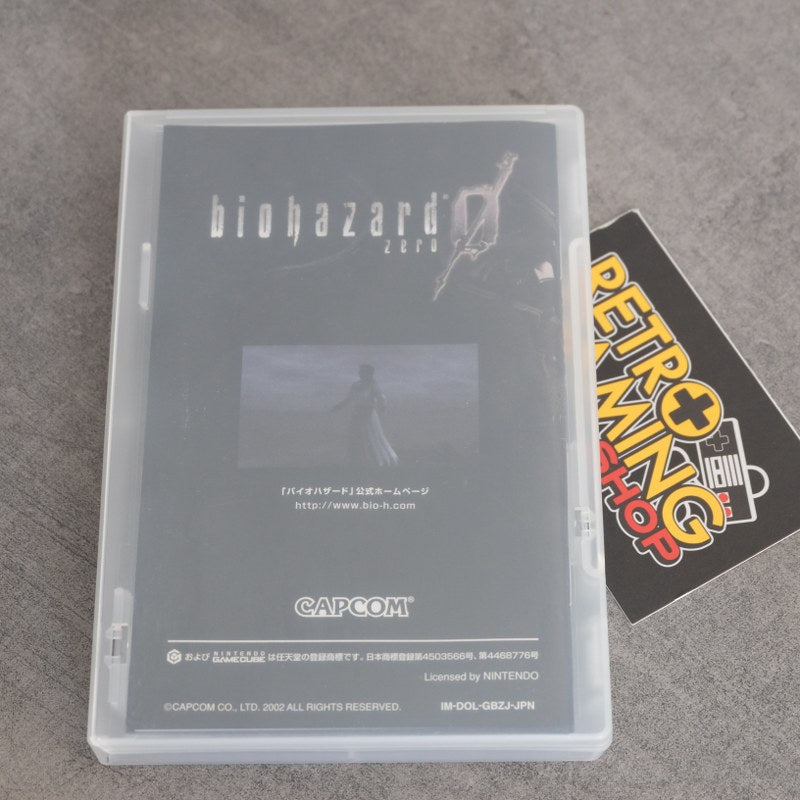 biohazard 0
zero
「バイオハザード」公式ホームページ
http://www.bio-h.com
CAPCOM®
および NINTENDO GAMECUBE は任天堂の登録商標です。日本商標登録第4503566号、第4468776号
Licensed by NINTENDO
©CAPCOM CO., LTD. 2002 ALL RIGHTS RESERVED.
IM-DOL-GBZJ-JPN
RETRO
GAMING
SHOP